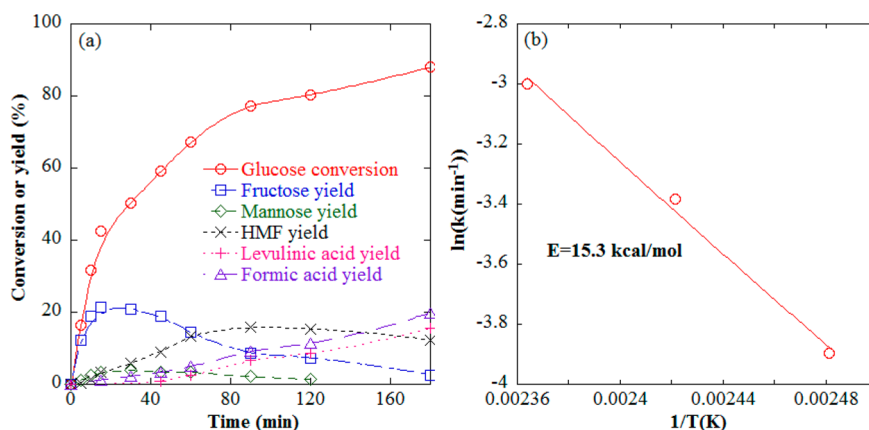 (a)
100
80
60
40
20
0
Conversion or yield (%)
Glucose conversion
Fructose yield
Mannose yield
HMF yield
Levulinic acid yield
Formic acid yield
0
40
80
120
160
Time (min)
(b)
-2.8
-3
-3.2
-3.4
-3.6
-3.8
-4
ln(k(min⁻¹))
E=15.3 kcal/mol
0.00236
0.0024
0.00244
0.00248
1/T(K)